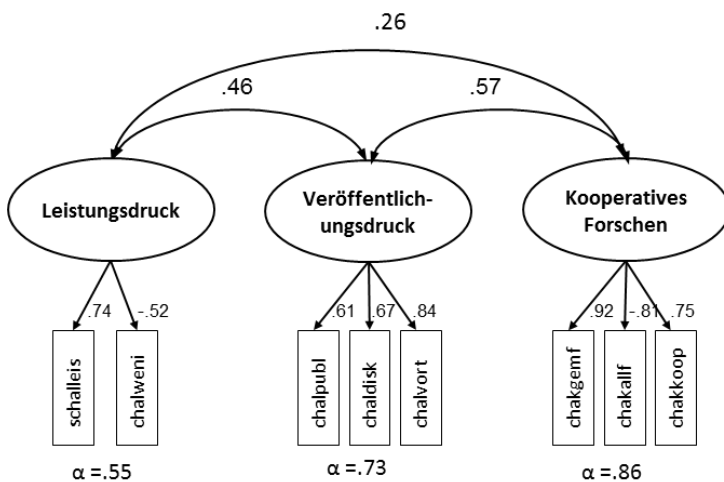 .26
.46
.57
Leistungsdruck
Veröffentlich-
ungsdruck
Kooperatives
Forschen
.74
-.52
.61
.67
.84
.92
-.81
.75
schalleis
chalweni
chalpubl
chaldisk
chalvort
chakgemf
chakallf
chakkoop
α =.55
α =.73
α =.86